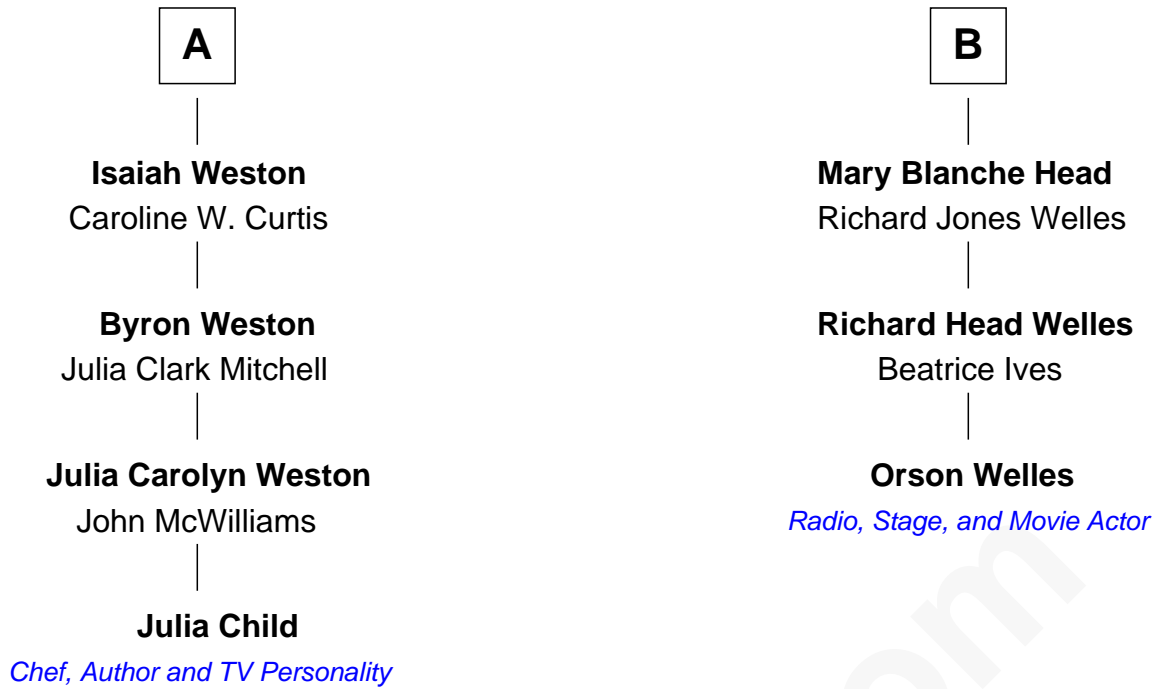 A
Isaiah Weston
Caroline W. Curtis
Byron Weston
Julia Clark Mitchell
Julia Carolyn Weston
John McWilliams
Julia Child
Chef, Author and TV Personality
B
Mary Blanche Head
Richard Jones Welles
Richard Head Welles
Beatrice Ives
Orson Welles
Radio, Stage, and Movie Actor
om